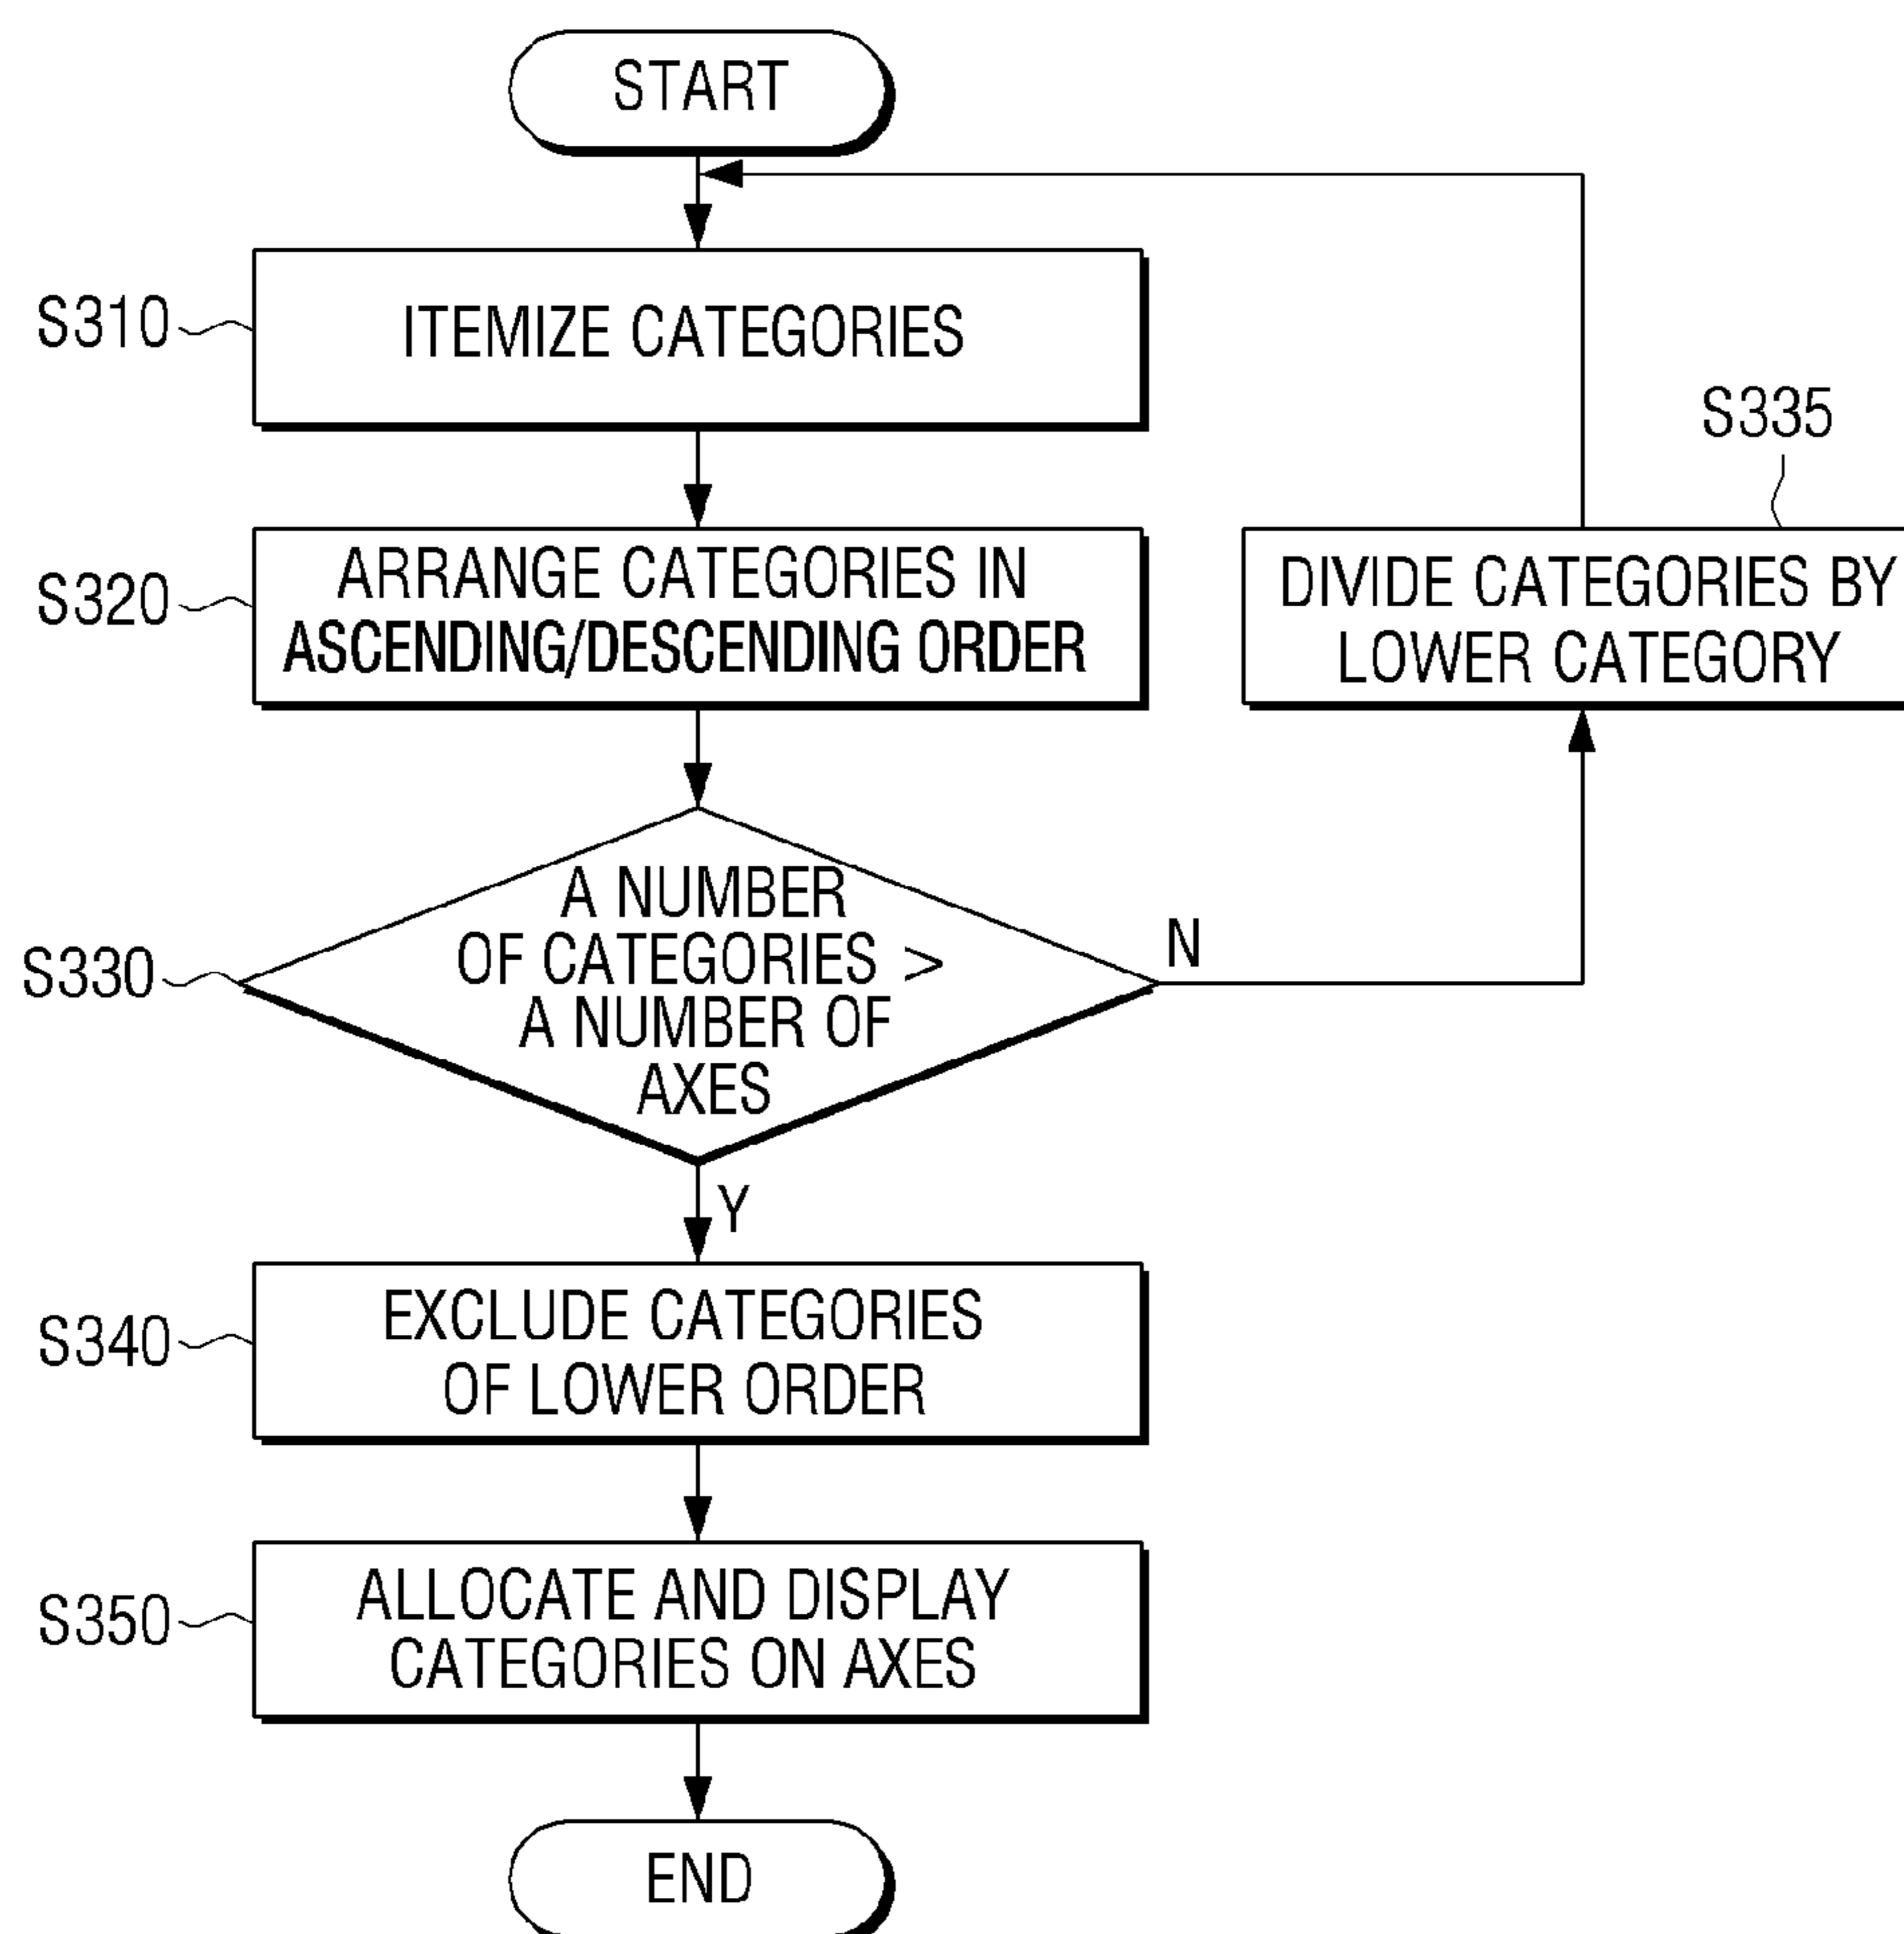 START
S310
ITEMIZE CATEGORIES
S335
S320
ARRANGE CATEGORIES IN
ASCENDING/DESCENDING ORDER
DIVIDE CATEGORIES BY
LOWER CATEGORY
S330
A NUMBER
OF CATEGORIES >
A NUMBER OF
AXES
N
Y
S340
EXCLUDE CATEGORIES
OF LOWER ORDER
S350
ALLOCATE AND DISPLAY
CATEGORIES ON AXES
END